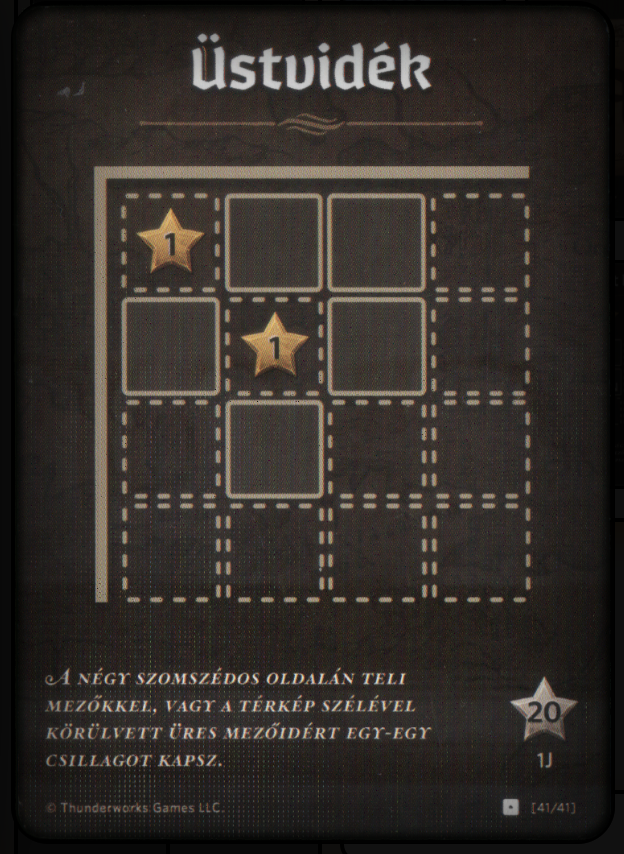 Üstvidék
1
1
A NÉGY SZOMSZÉDOS OLDALÁN TELI
MEZŐKKEL, VAGY A TÉRKÉP SZÉLÉVEL
KÖRÜLVETT ÜRES MEZŐIDÉRT EGY-EGY
CSILLAGOT KAPSZ.
20
1J
© Thunderworks Games LLC.
[41/41]